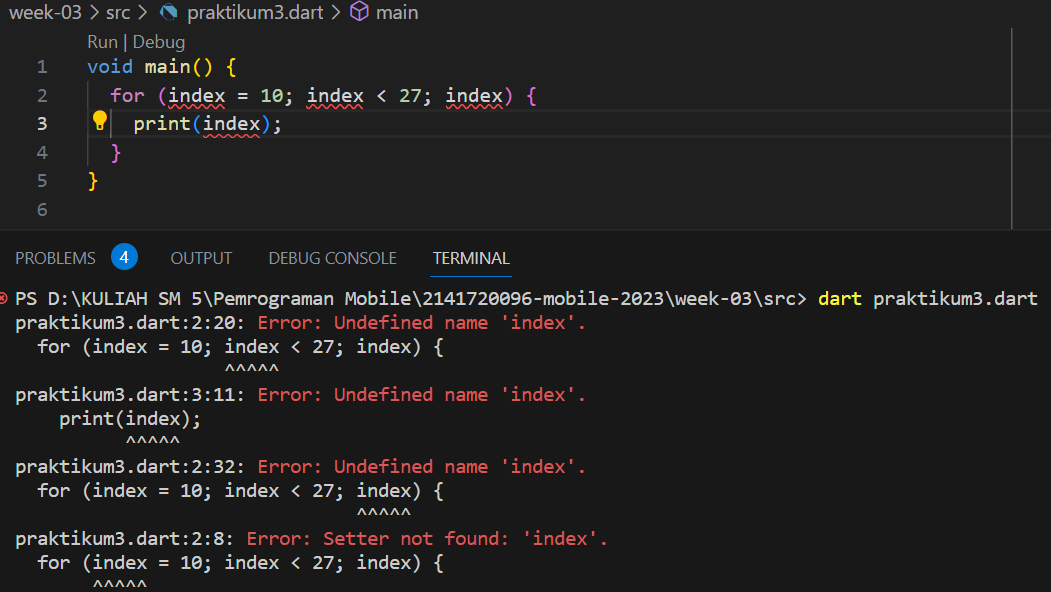 week-03 > src > praktikum3.dart > main
Run | Debug
1 void main() {
2 for (index = 10; index < 27; index) {
3 print(index);
4 }
5 }
6
PROBLEMS 4 OUTPUT DEBUG CONSOLE TERMINAL
PS D:\KULIAH SM 5\Pemrograman Mobile\2141720096-mobile-2023\week-03\src> dart praktikum3.dart
praktikum3.dart:2:20: Error: Undefined name 'index'.
for (index = 10; index < 27; index) {
^^^^^
praktikum3.dart:3:11: Error: Undefined name 'index'.
print(index);
^^^^^
praktikum3.dart:2:32: Error: Undefined name 'index'.
for (index = 10; index < 27; index) {
^^^^^
praktikum3.dart:2:8: Error: Setter not found: 'index'.
for (index = 10; index < 27; index) {
^^^^^